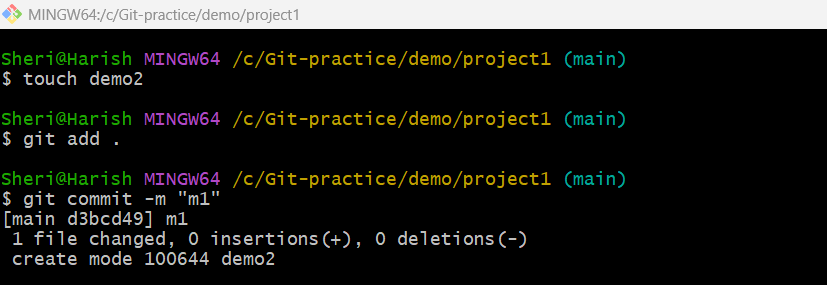 MINGW64:/c/Git-practice/demo/project1
Sheri@Harish MINGW64 /c/Git-practice/demo/project1 (main)
$ touch demo2
Sheri@Harish MINGW64 /c/Git-practice/demo/project1 (main)
$ git add .
Sheri@Harish MINGW64 /c/Git-practice/demo/project1 (main)
$ git commit -m "m1"
[main d3bcd49] m1
 1 file changed, 0 insertions(+), 0 deletions(-)
 create mode 100644 demo2